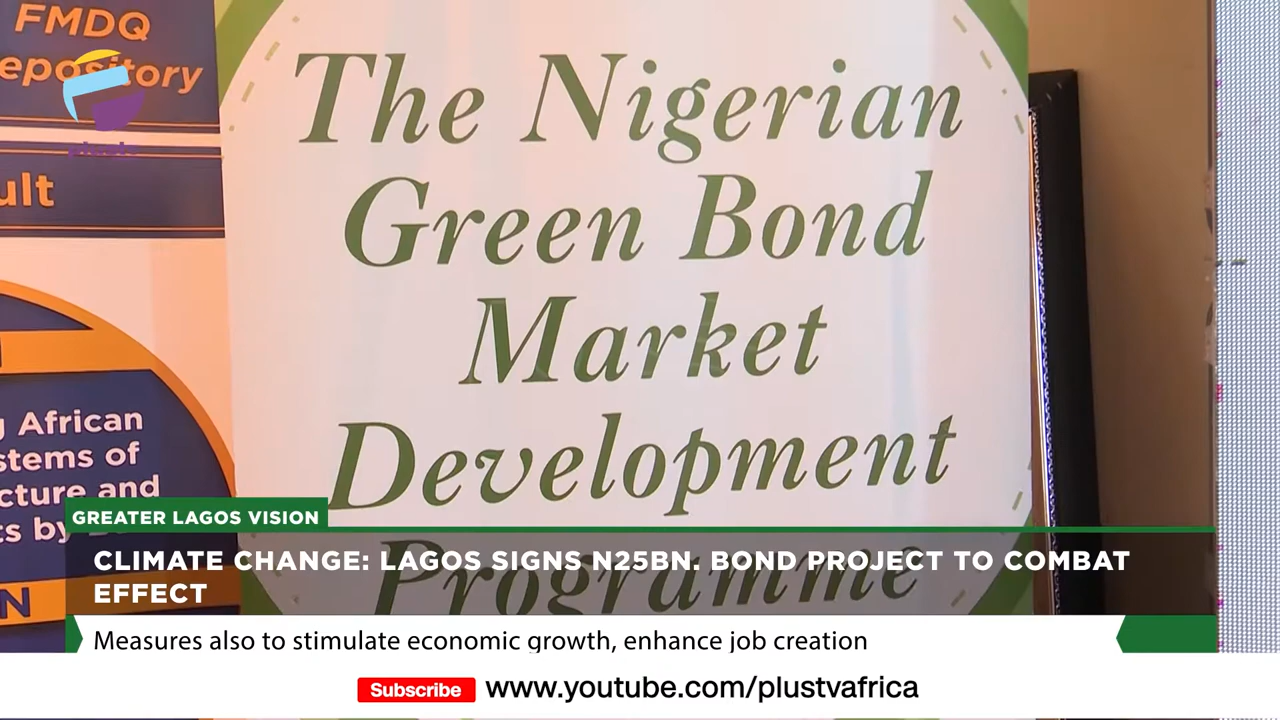 FMDQ
epository
ult
The Nigerian
Green Bond
Market
Development
Programme
African
stems of
cture and
ts by
N
GREATER LAGOS VISION
CLIMATE CHANGE: LAGOS SIGNS N25BN. BOND PROJECT TO COMBAT
EFFECT
Measures also to stimulate economic growth, enhance job creation
Subscribe www.youtube.com/plustvafrica